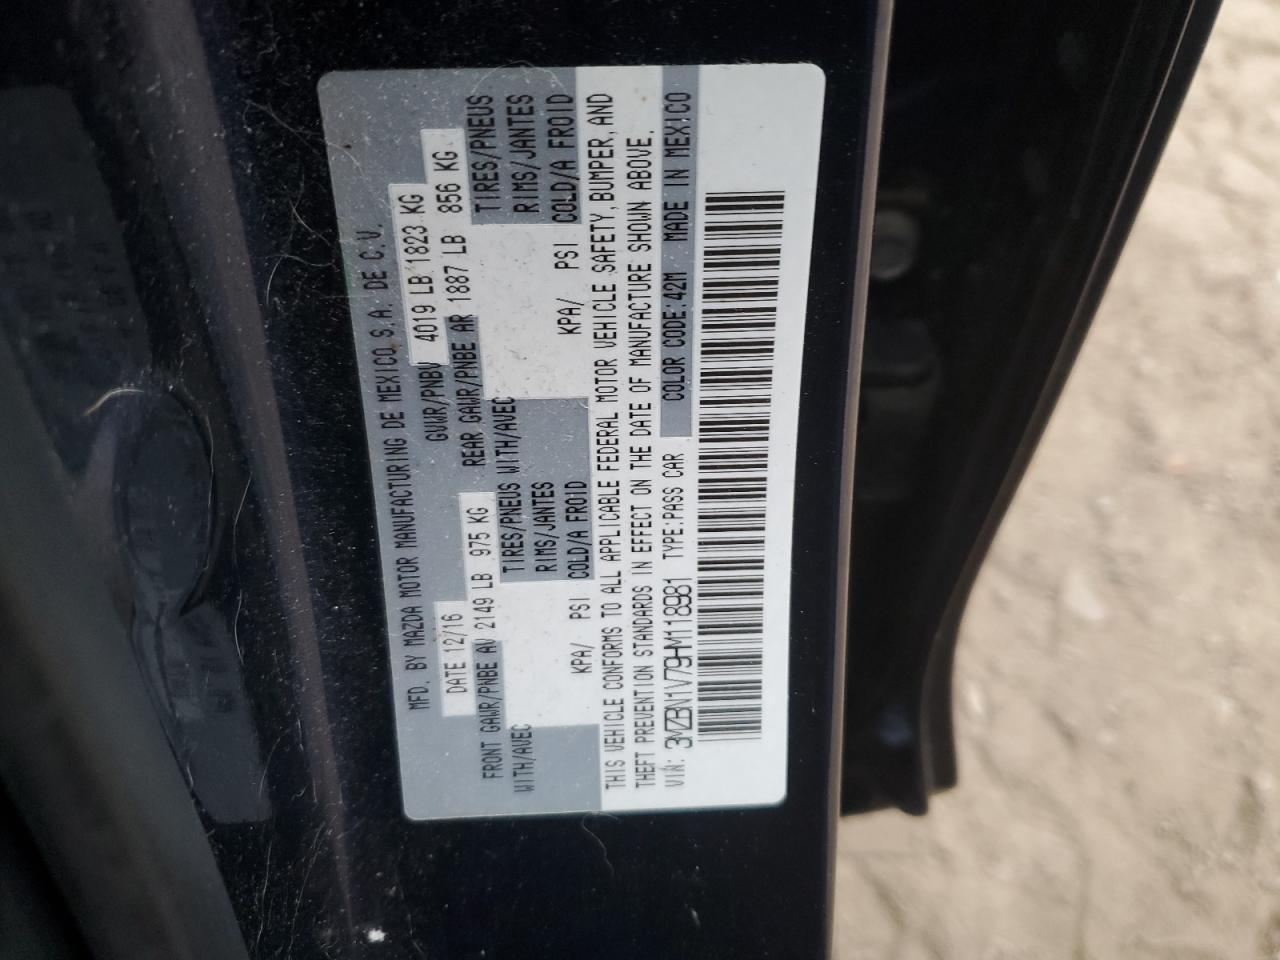 MFD. BY MAZDA MOTOR MANUFACTURING DE MEXICO S.A. DE C.V.
DATE 12/16 GVWR/PNBV 4019 LB 1823 KG
FRONT GAWR/PNBE AV 2149 LB 975 KG REAR GAWR/PNBE AR 1887 LB 856 KG
WITH/AVEC TIRES/PNEUS WITH/AVEC TIRES/PNEUS
RIMS/JANTES RIMS/JANTES
KPA/ PSI COLD/A FROID KPA/ PSI COLD/A FROID
THIS VEHICLE CONFORMS TO ALL APPLICABLE FEDERAL MOTOR VEHICLE SAFETY, BUMPER, AND
THEFT PREVENTION STANDARDS IN EFFECT ON THE DATE OF MANUFACTURE SHOWN ABOVE.
VIN: 3MZBN1V79HM118981 TYPE:PASS CAR COLOR CODE:42M MADE IN MEXICO